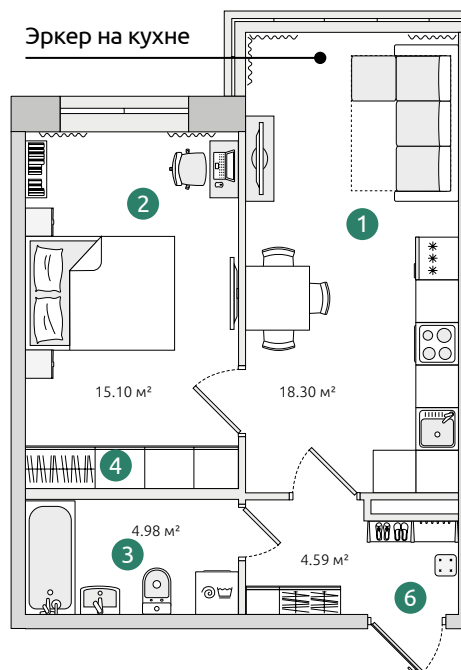 Эркер на кухне
2
1
15.10 м²
18.30 м²
4
4.98 м²
3
4.59 м²
6